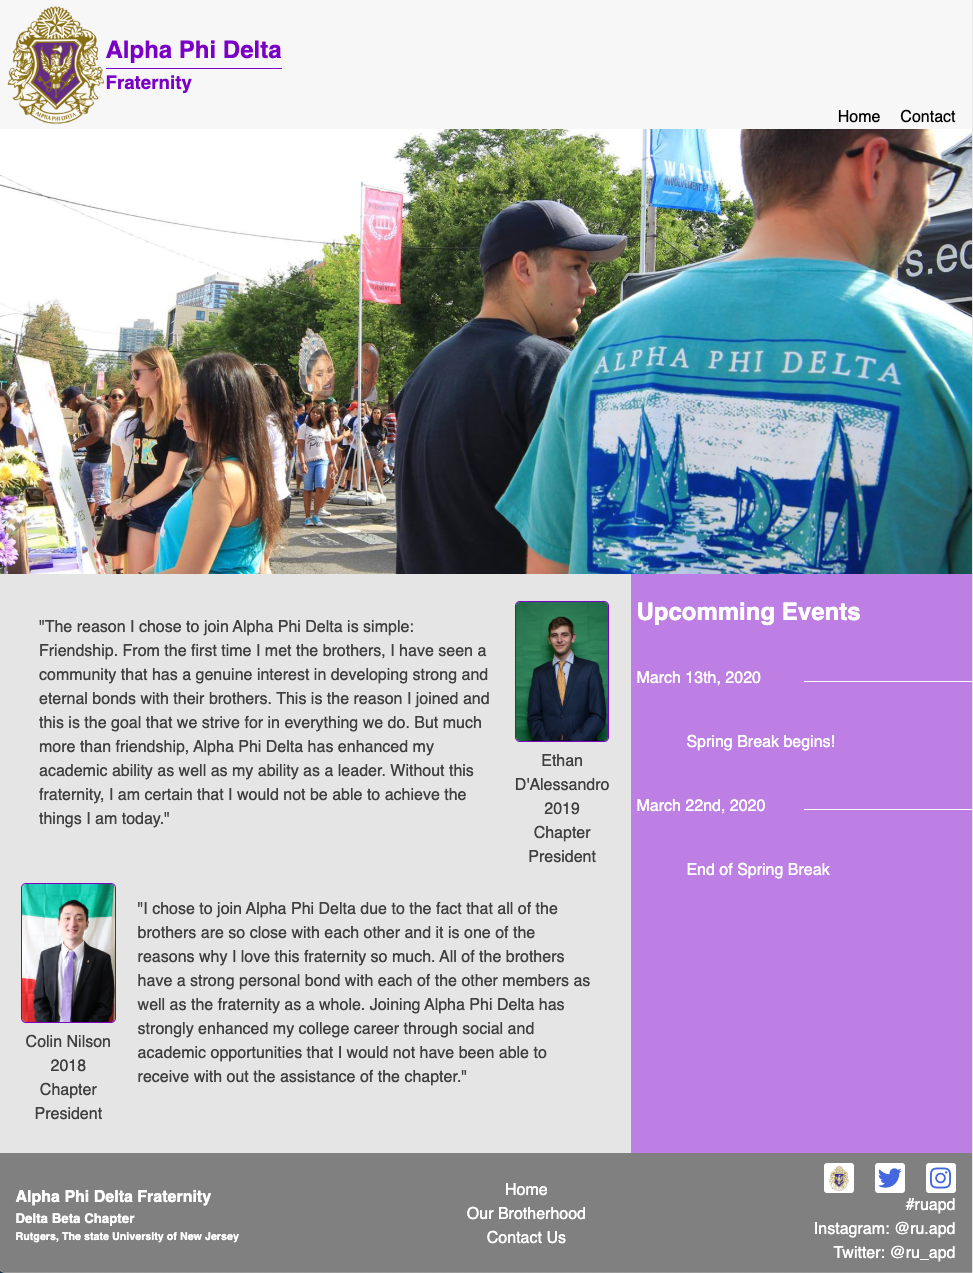 ALPHA PHI DELTA
Alpha Phi Delta
Fraternity
Home Contact
WATER
rs.ed
ALPHA PHI DELTA
"The reason I chose to join Alpha Phi Delta is simple:
Friendship. From the first time I met the brothers, I have seen a
community that has a genuine interest in developing strong and
eternal bonds with their brothers. This is the reason I joined and
this is the goal that we strive for in everything we do. But much
more than friendship, Alpha Phi Delta has enhanced my
academic ability as well as my ability as a leader. Without this
fraternity, I am certain that I would not be able to achieve the
things I am today."
Ethan
D'Alessandro
2019
Chapter
President
Colin Nilson
2018
Chapter
President
"I chose to join Alpha Phi Delta due to the fact that all of the
brothers are so close with each other and it is one of the
reasons why I love this fraternity so much. All of the brothers
have a strong personal bond with each of the other members as
well as the fraternity as a whole. Joining Alpha Phi Delta has
strongly enhanced my college career through social and
academic opportunities that I would not have been able to
receive with out the assistance of the chapter."
Upcomming Events
March 13th, 2020
Spring Break begins!
March 22nd, 2020
End of Spring Break
Alpha Phi Delta Fraternity
Delta Beta Chapter
Rutgers, The state University of New Jersey
Home
Our Brotherhood
Contact Us
#ruapd
Instagram: @ru.apd
Twitter: @ru_apd